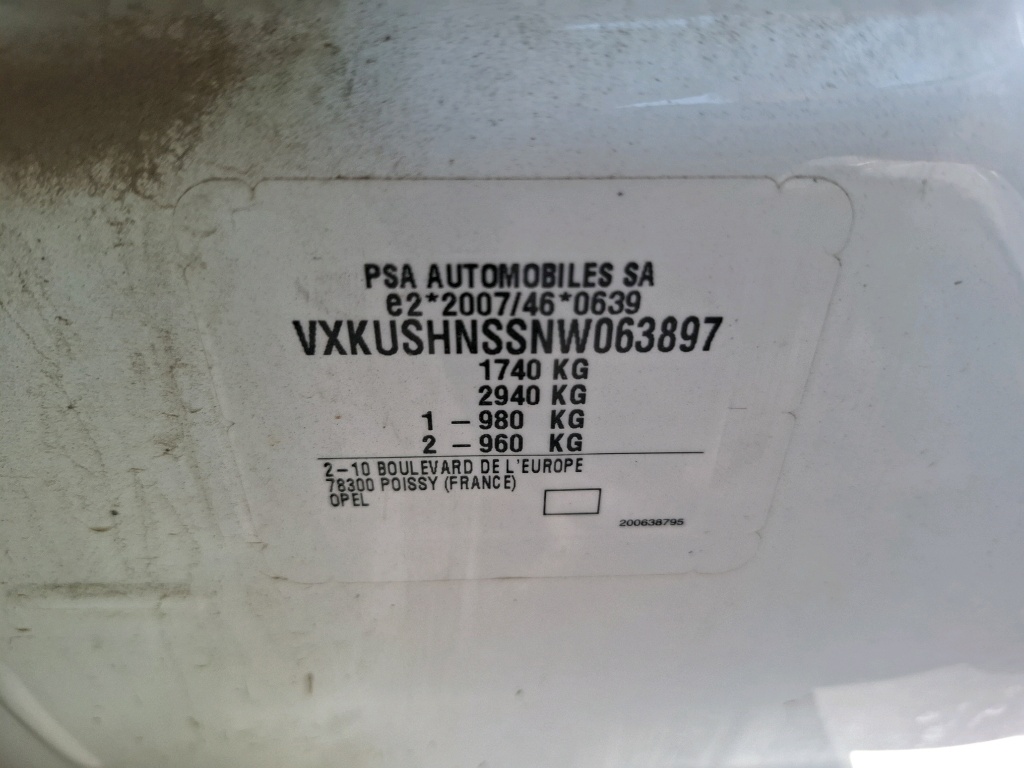 PSA AUTOMOBILES SA
e2*2007/46*0639
VXKUSHNSSNW063897
1740 KG
2940 KG
1 - 980 KG
2 - 960 KG
2-10 BOULEVARD DE L'EUROPE
78300 POISSY (FRANCE)
OPEL
200638795